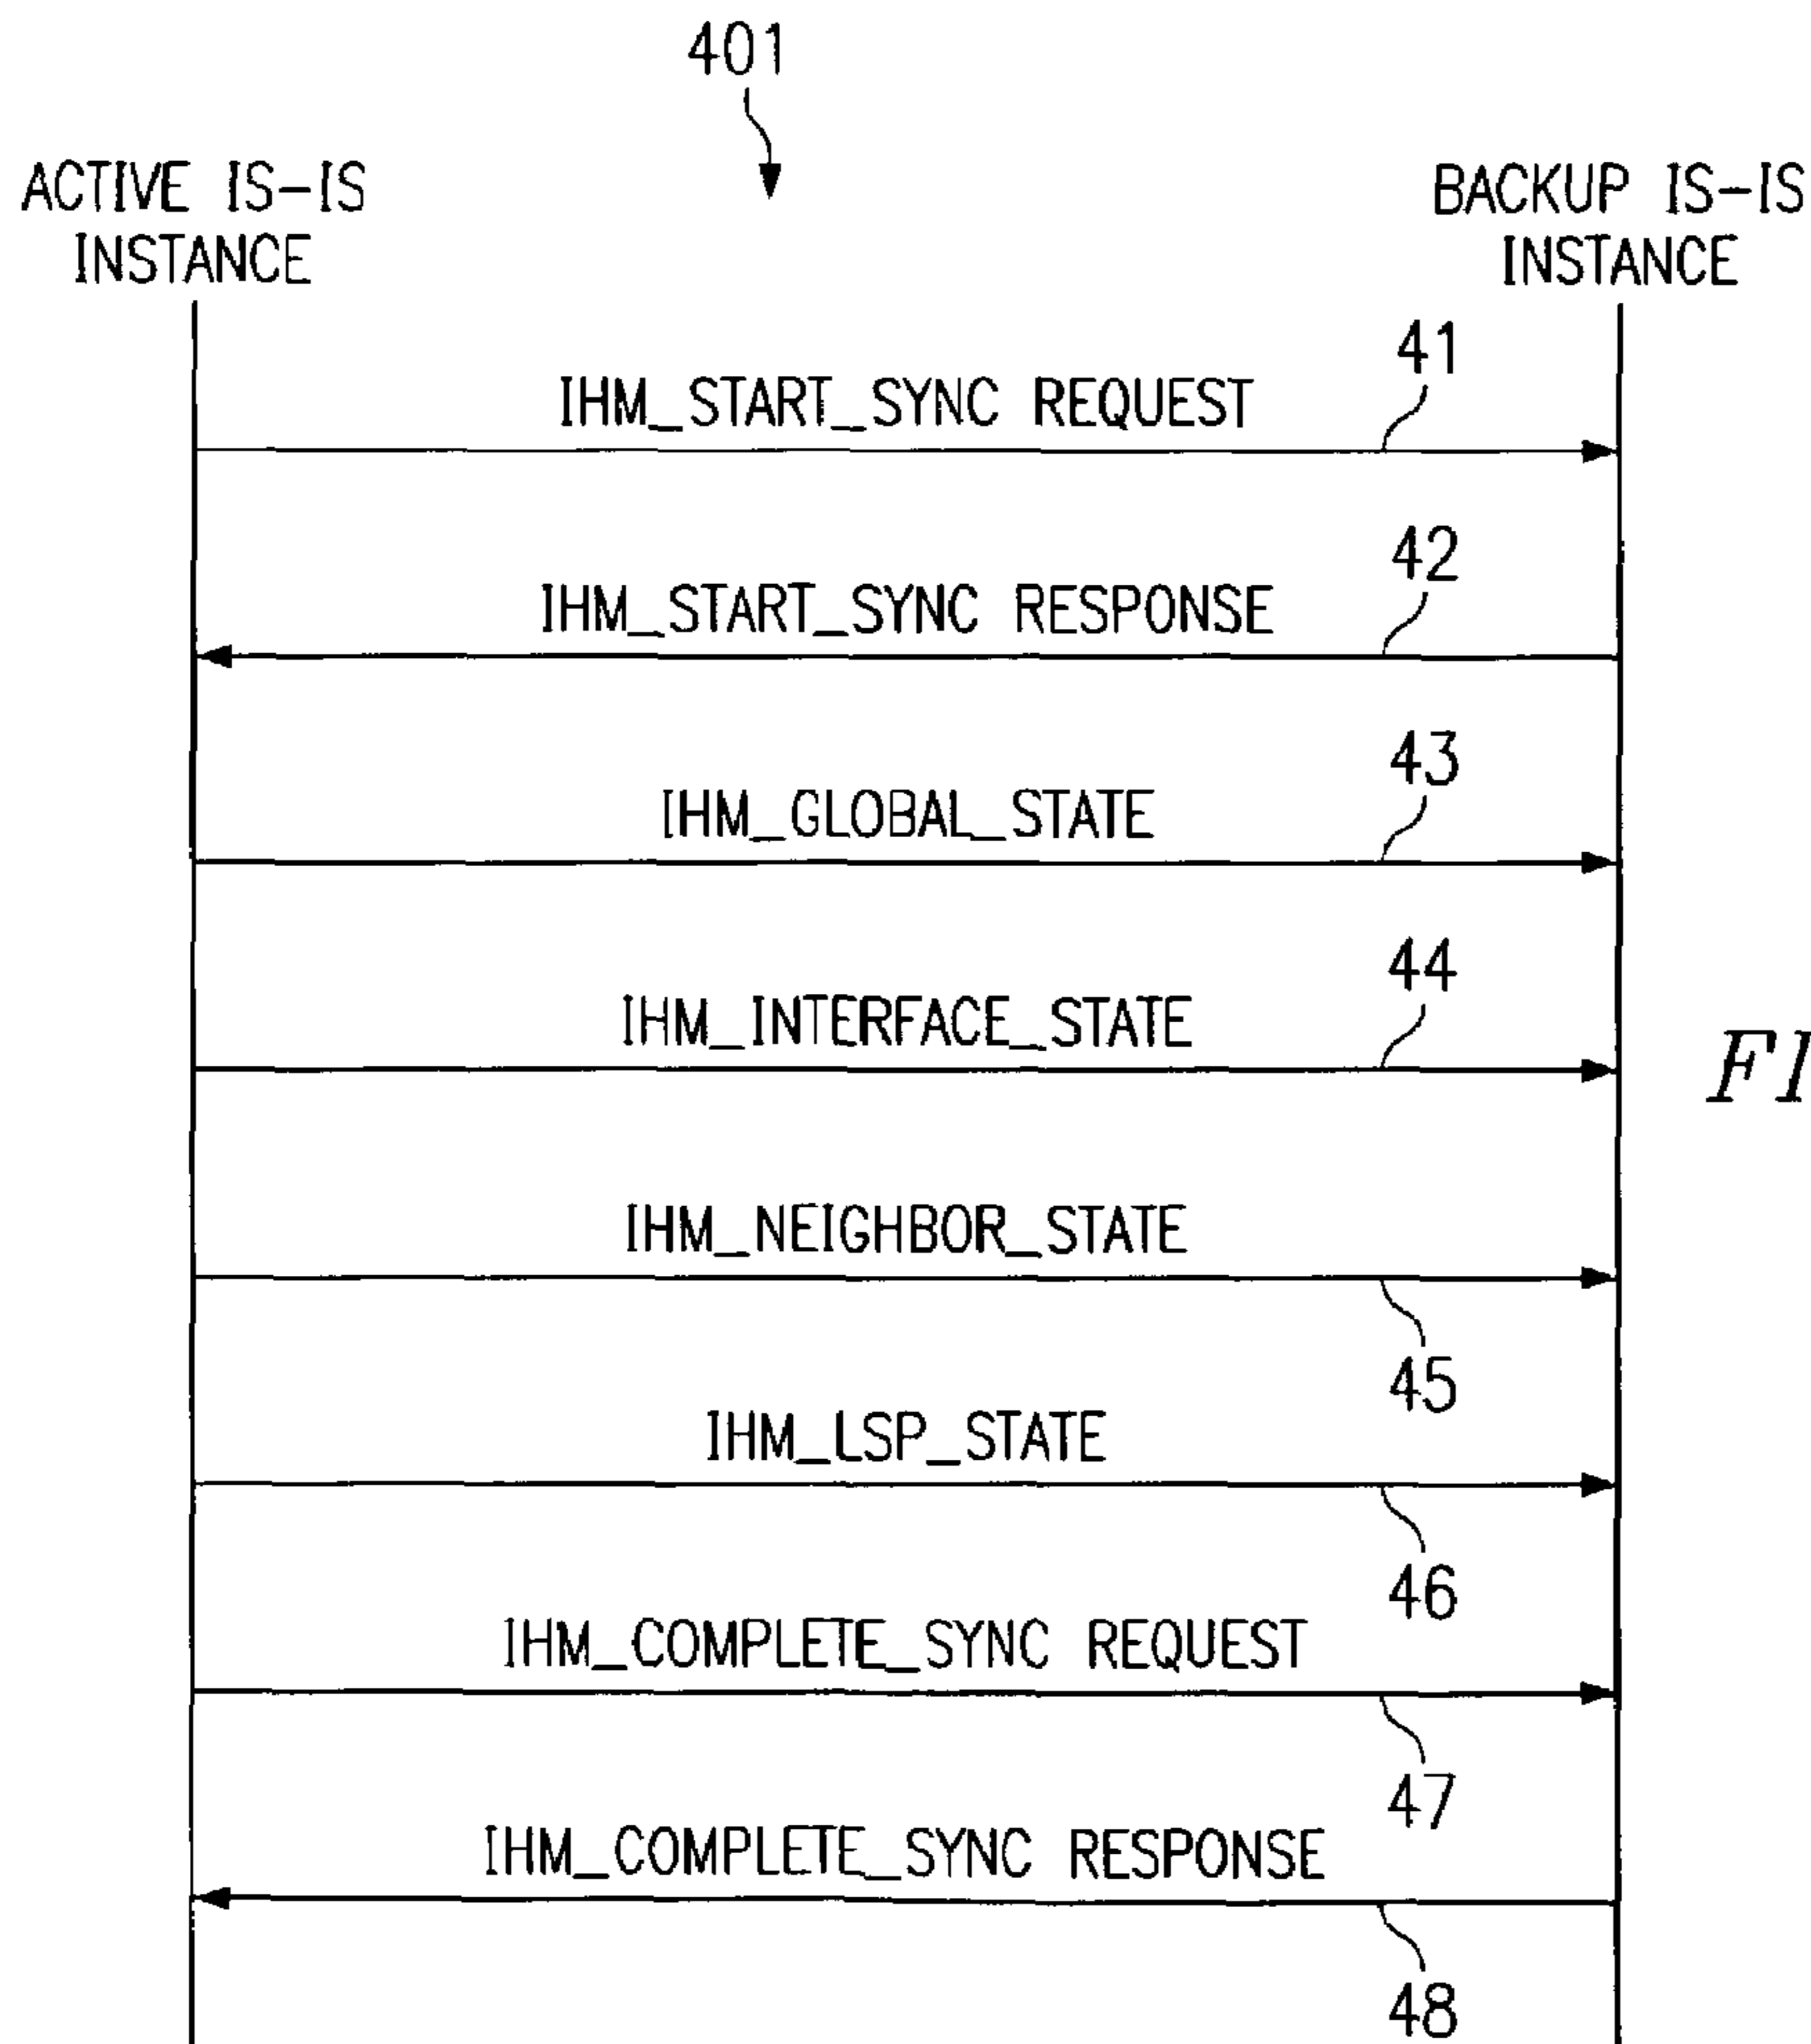 401
ACTIVE IS-IS
INSTANCE
BACKUP IS-IS
INSTANCE
41
IHM_START_SYNC REQUEST
42
IHM_START_SYNC RESPONSE
43
IHM_GLOBAL_STATE
44
IHM_INTERFACE_STATE
FI
IHM_NEIGHBOR_STATE
45
IHM_LSP_STATE
46
IHM_COMPLETE_SYNC REQUEST
47
IHM_COMPLETE_SYNC RESPONSE
48